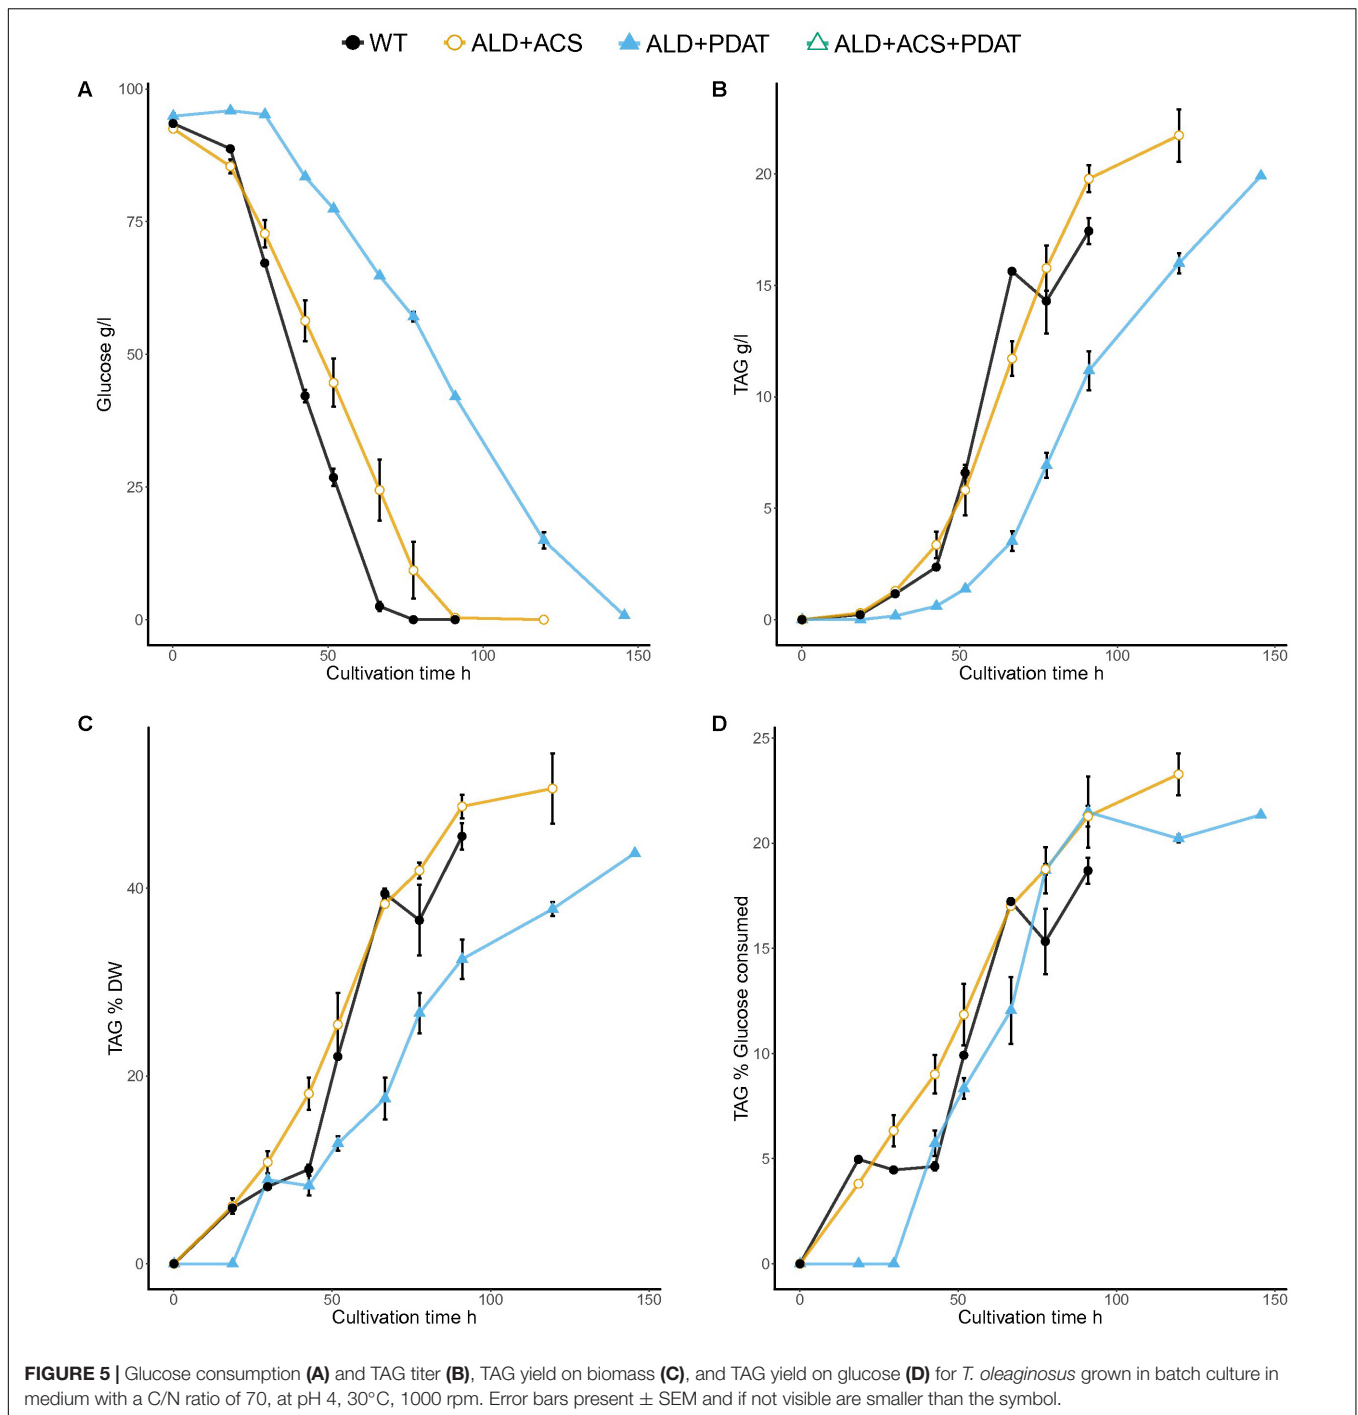 WT ALD+ACS ALD+PDAT ALD+ACS+PDAT
A
100
75
50
25
0
Glucose g/l
0 50 100 150
Cultivation time h
B
20
15
10
5
0
TAG g/l
0 50 100 150
Cultivation time h
C
40
20
0
TAG % DW
0 50 100 150
Cultivation time h
D
25
20
15
10
5
0
TAG % Glucose consumed
0 50 100 150
Cultivation time h
FIGURE 5 | Glucose consumption (A) and TAG titer (B), TAG yield on biomass (C), and TAG yield on glucose (D) for T. oleaginosus grown in batch culture in
medium with a C/N ratio of 70, at pH 4, 30°C, 1000 rpm. Error bars present ± SEM and if not visible are smaller than the symbol.